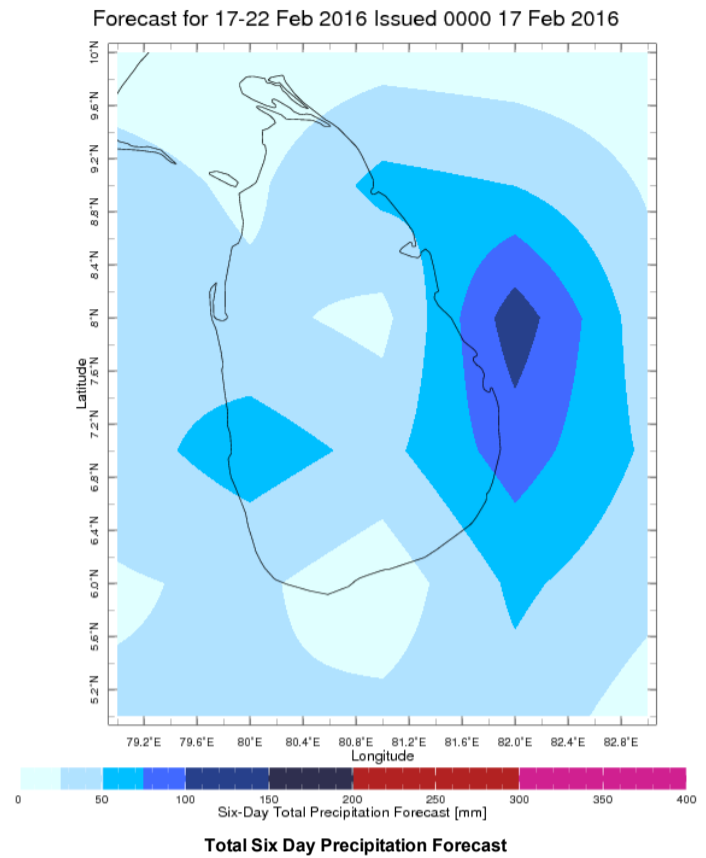 Forecast for 17-22 Feb 2016 Issued 0000 17 Feb 2016
10°N
9.6°N
9.2°N
8.8°N
8.4°N
8°N
7.6°N
7.2°N
6.8°N
6.4°N
6.0°N
5.6°N
5.2°N
Latitude
79.2°E 79.6°E 80°E 80.4°E 80.8°E 81.2°E 81.6°E 82.0°E 82.4°E 82.8°E
Longitude
0 50 100 150 200 250 300 350 400
Six-Day Total Precipitation Forecast [mm]
Total Six Day Precipitation Forecast